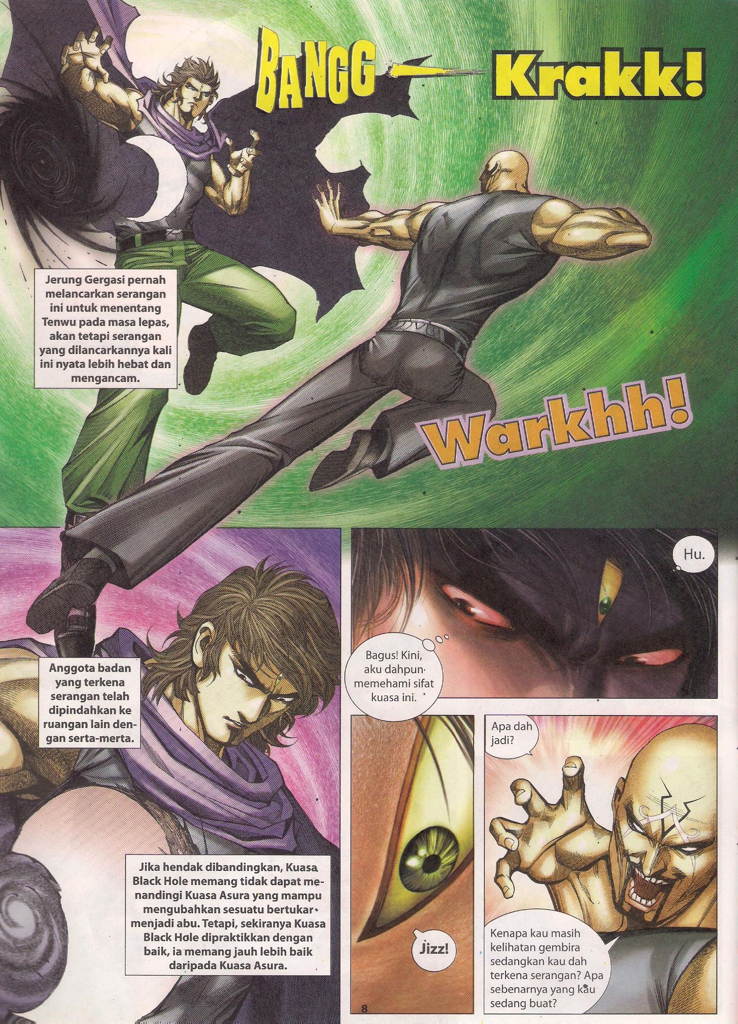 BANGG
Krakk!
Jerung Gergasi pernah
melancarkan serangan
ini untuk menentang
Tenwu pada masa lepas,
akan tetapi serangan
yang dilancarkannya kali
ini nyata lebih hebat dan
mengancam.
Warkhh!
Anggota badan
yang terkena
serangan telah
dipindahkan ke
ruangan lain den-
gan serta-merta.
Jika hendak dibandingkan, Kuasa
Black Hole memang tidak dapat me-
nandingi Kuasa Asura yang mampu
mengubahkan sesuatu bertukar
menjadi abu. Tetapi, sekiranya Kuasa
Black Hole dipraktikkan dengan
baik, ia memang jauh lebih baik
daripada Kuasa Asura.
Hu.
Bagus! Kini,
aku dahpun
memehami sifat
kuasa ini.
Jizz!
Apa dah
jadi?
Kenapa kau masih
kelihatan gembira
sedangkan kau dah
terkena serangan? Apa
sebenarnya yang kau
sedang buat?
8